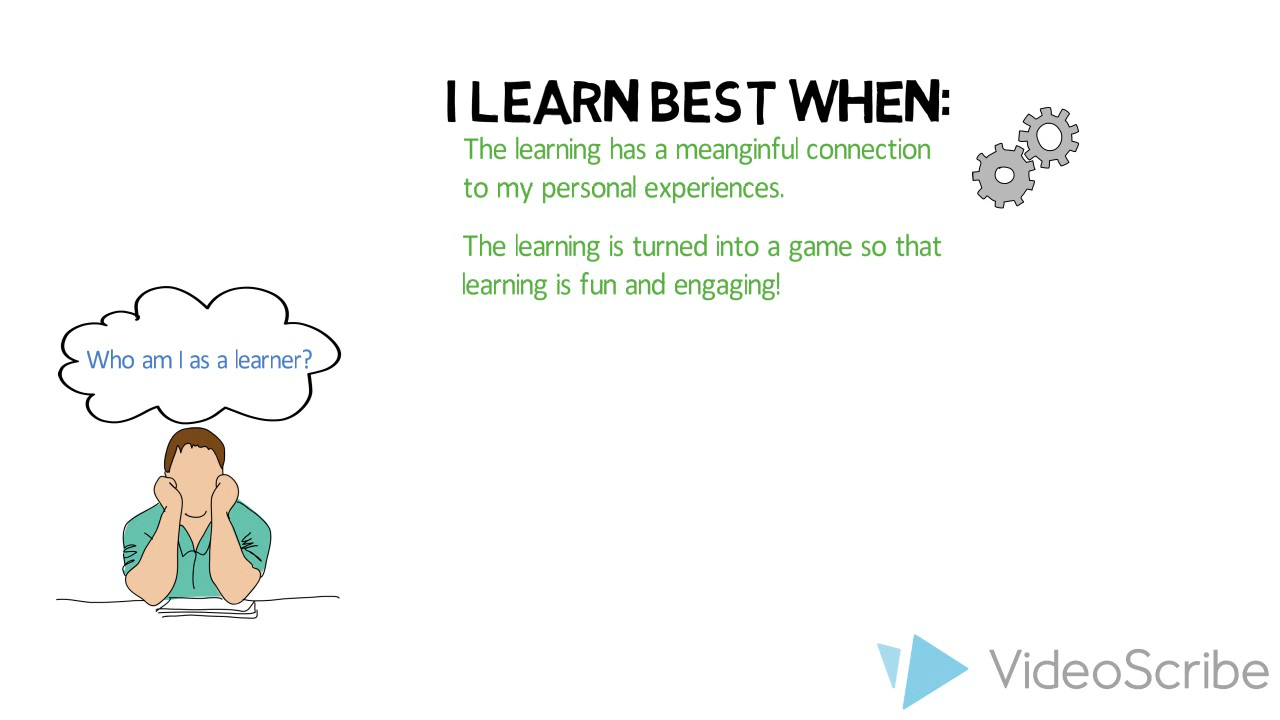 I LEARN BEST WHEN:
The learning has a meanginful connection
to my personal experiences.
The learning is turned into a game so that
learning is fun and engaging!
Who am I as a learner?
VideoScribe